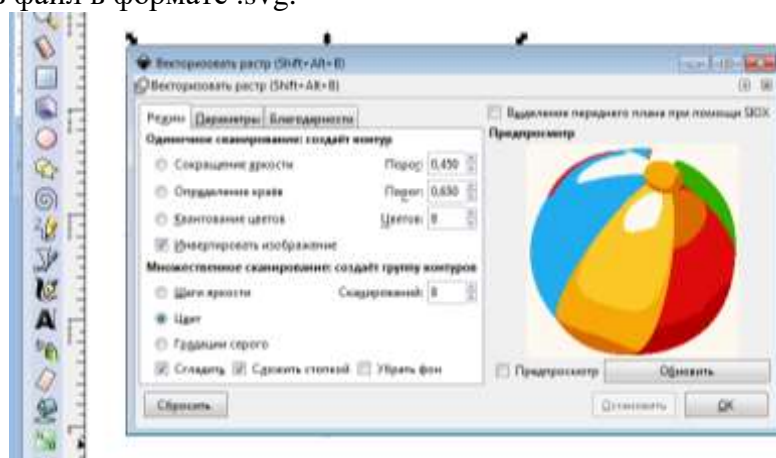 файл в формате .svg.
Векторизовать растр (Shift+Alt+B)
Векторизовать растр (Shift+Alt+B)
Режим Параметры Благодарности
Выделение переднего плана при помощи SIOX
Одиночное сканирование: создаёт контур
Предпросмотр
Сокращение яркости Порог: 0,450
Определение краёв Порог: 0,650
Квантование цветов Цветов: 8
Инвертировать изображение
Множественное сканирование: создаёт группу контуров
Шаги яркости Сканирований: 8
Цвет
Градации серого
Сгладить Сложить стопкой Убрать фон
Предпросмотр Обновить
Сбросить Остановить OK